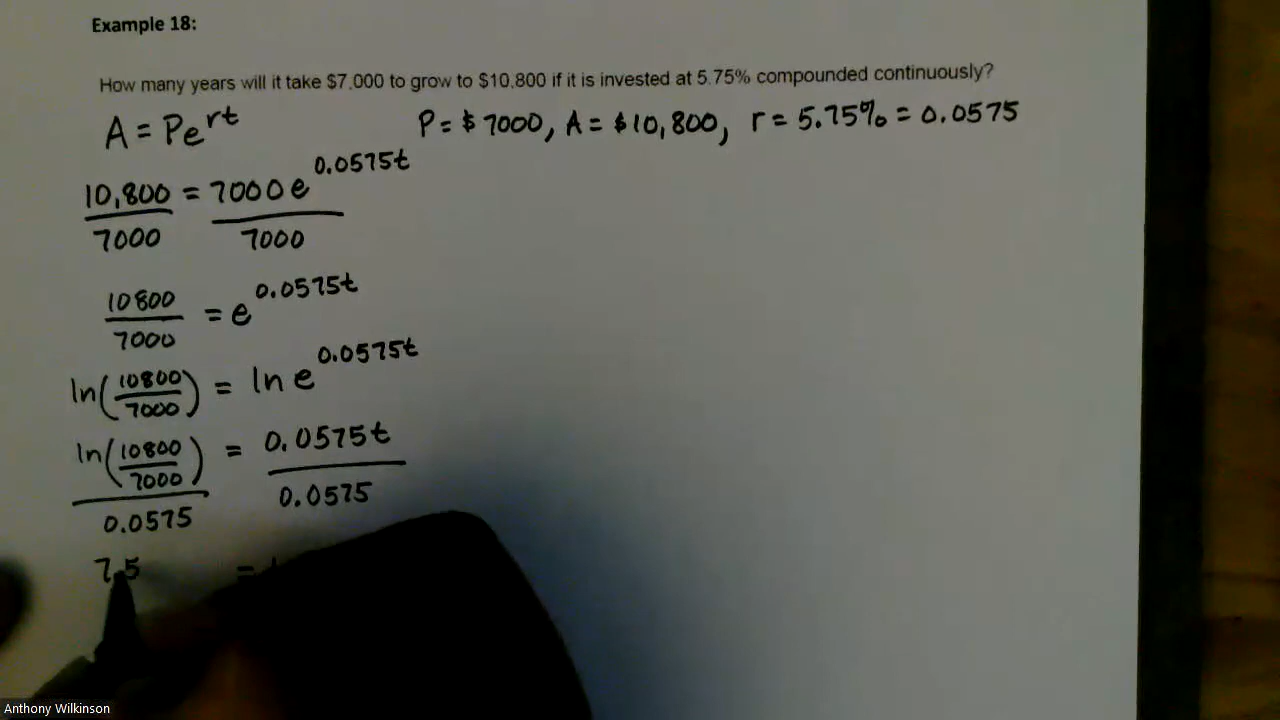 Example 18:
How many years will it take $7,000 to grow to $10,800 if it is invested at 5.75% compounded continuously?
A = Pe^rt
P = $7000, A = $10,800, r = 5.75% = 0.0575
10,800/7000 = 7000e^0.0575t/7000
10800/7000 = e^0.0575t
ln(10800/7000) = ln e^0.0575t
ln(10800/7000)/0.0575 = 0.0575t/0.0575
7.5 =
Anthony Wilkinson